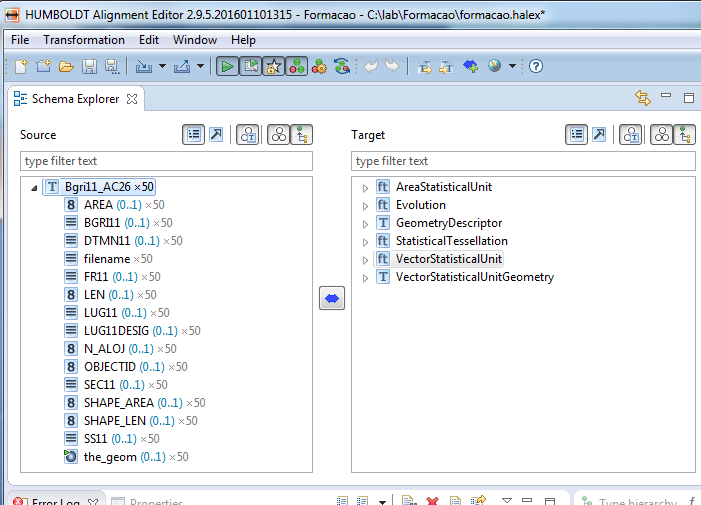 HUMBOLDT Alignment Editor 2.9.5.201601101315 - Formacao - C:\lab\Formacao\formacao.halex*
File Transformation Edit Window Help
Schema Explorer
Source
type filter text
Bgri11_AC26 ×50
AREA (0..1) ×50
BGRI11 (0..1) ×50
DTMN11 (0..1) ×50
filename ×50
FR11 (0..1) ×50
LEN (0..1) ×50
LUG11 (0..1) ×50
LUG11DESIG (0..1) ×50
N_ALOJ (0..1) ×50
OBJECTID (0..1) ×50
SEC11 (0..1) ×50
SHAPE_AREA (0..1) ×50
SHAPE_LEN (0..1) ×50
SS11 (0..1) ×50
the_geom (0..1) ×50
Target
type filter text
AreaStatisticalUnit
Evolution
GeometryDescriptor
StatisticalTessellation
VectorStatisticalUnit
VectorStatisticalUnitGeometry
Error Log
Properties
Type hierarchy